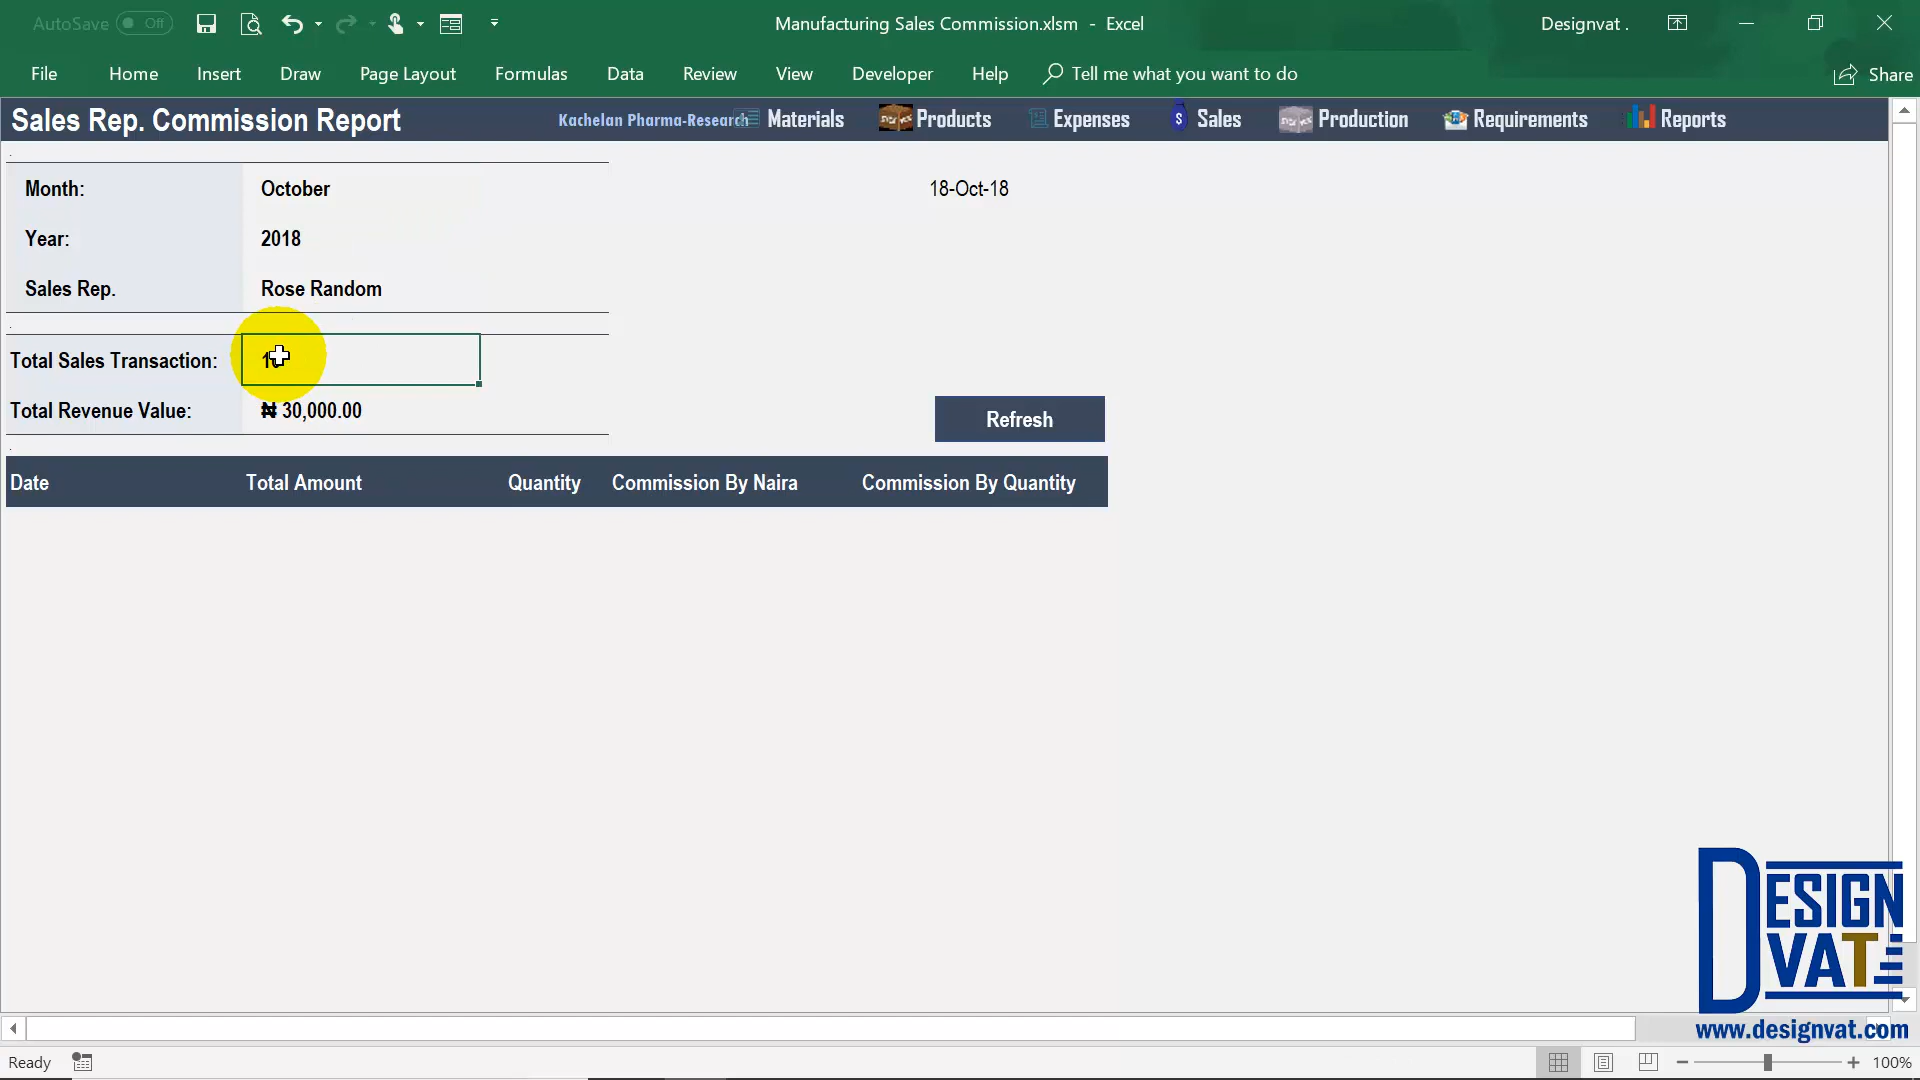 AutoSave Off
Manufacturing Sales Commission.xlsm - Excel
Designvat .
File Home Insert Draw Page Layout Formulas Data Review View Developer Help Tell me what you want to do Share
Sales Rep. Commission Report
Kachelan Pharma-Research
Materials Products Expenses Sales Production Requirements Reports
Month: October
18-Oct-18
Year: 2018
Sales Rep. Rose Random
Total Sales Transaction:
Total Revenue Value: ₦ 30,000.00
Refresh
Date Total Amount Quantity Commission By Naira Commission By Quantity
DESIGN
VAT
www.designvat.com
Ready
100%